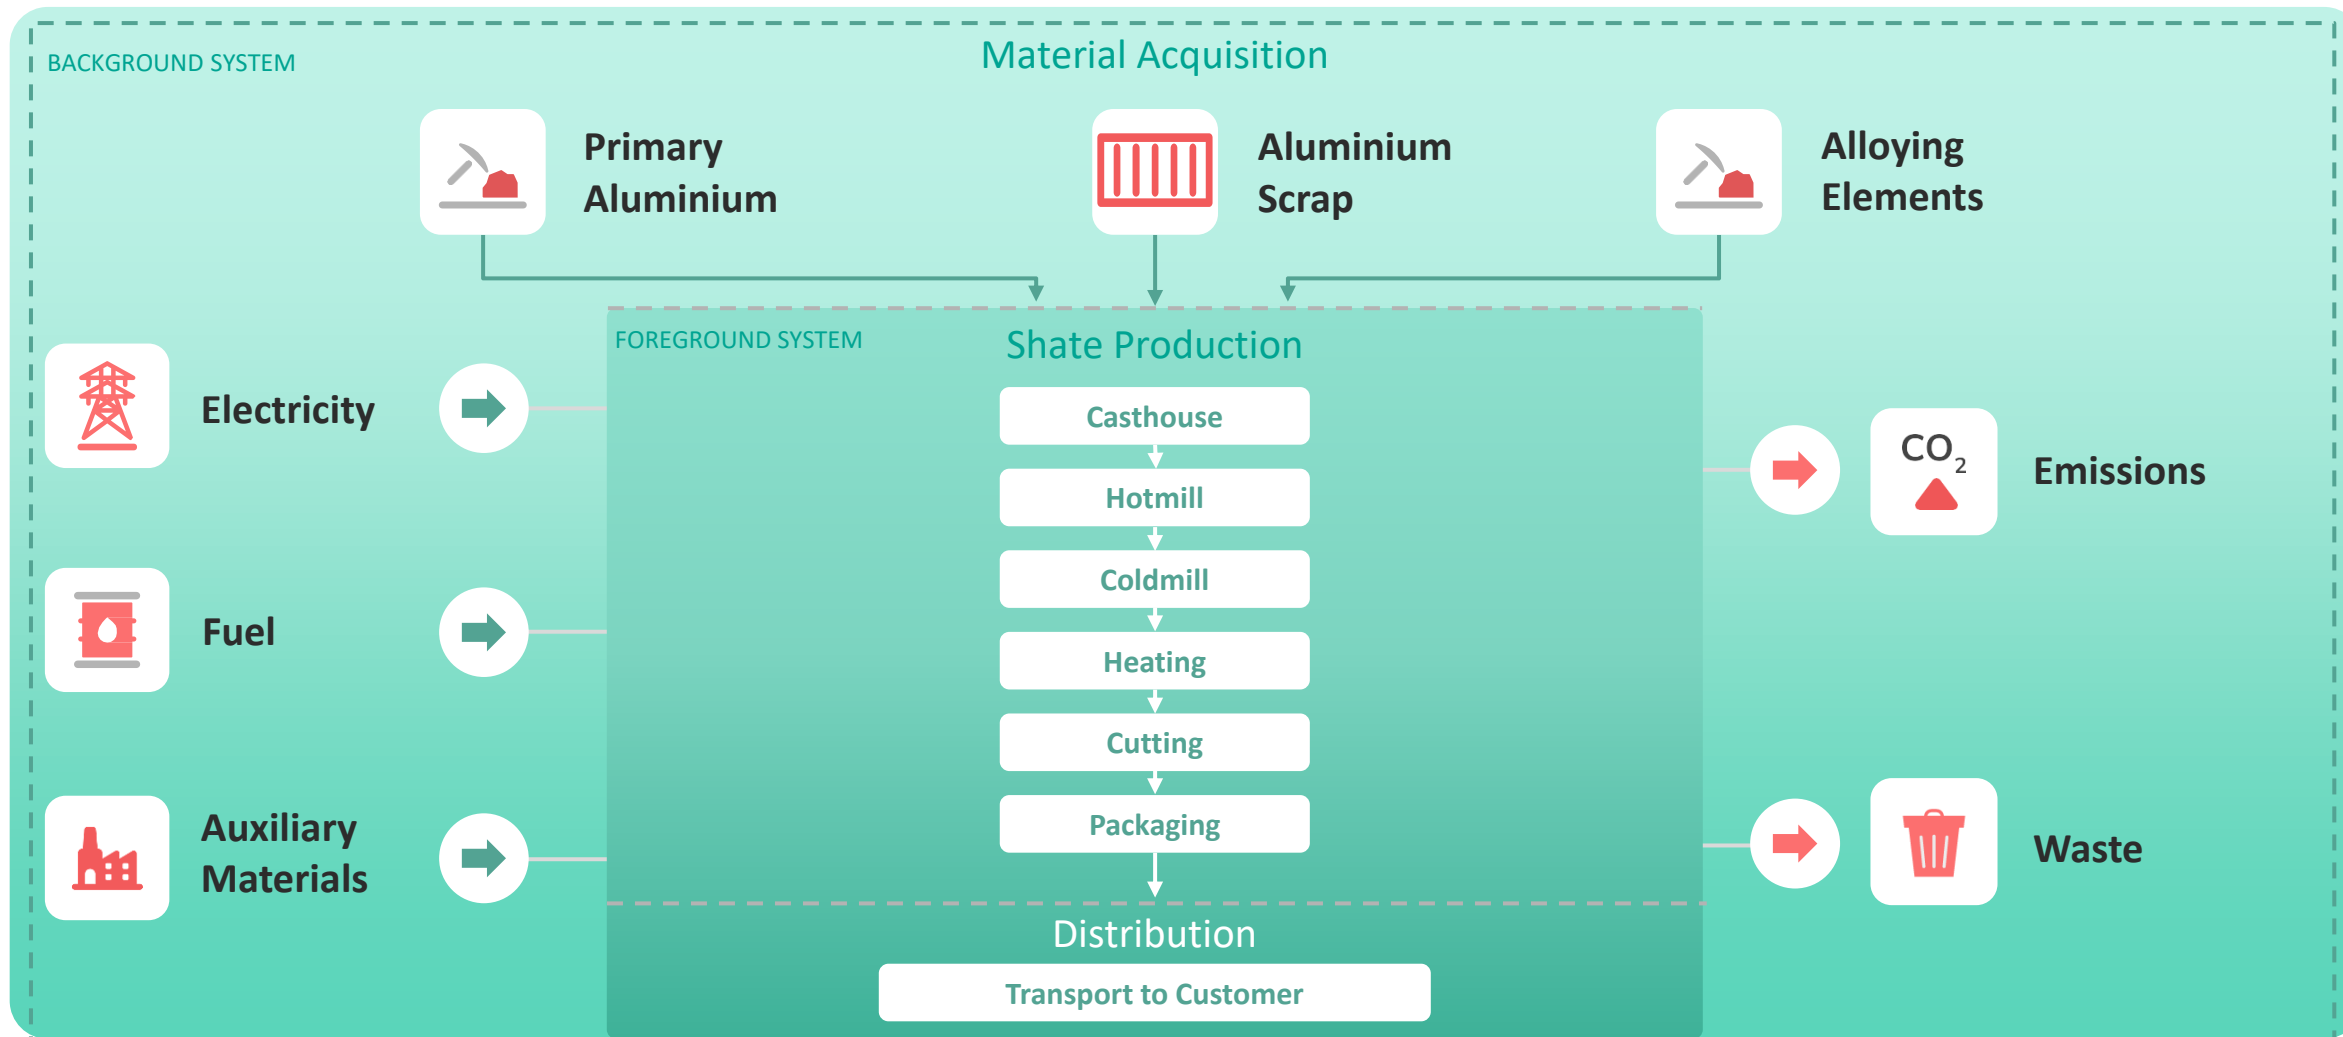 BACKGROUND SYSTEM
Material Acquisition
Primary
Aluminium
Aluminium
Scrap
Alloying
Elements
FOREGROUND SYSTEM
Shate Production
Electricity
Fuel
Auxiliary
Materials
Casthouse
Hotmill
Coldmill
Heating
Cutting
Packaging
Distribution
Transport to Customer
CO2
Emissions
Waste